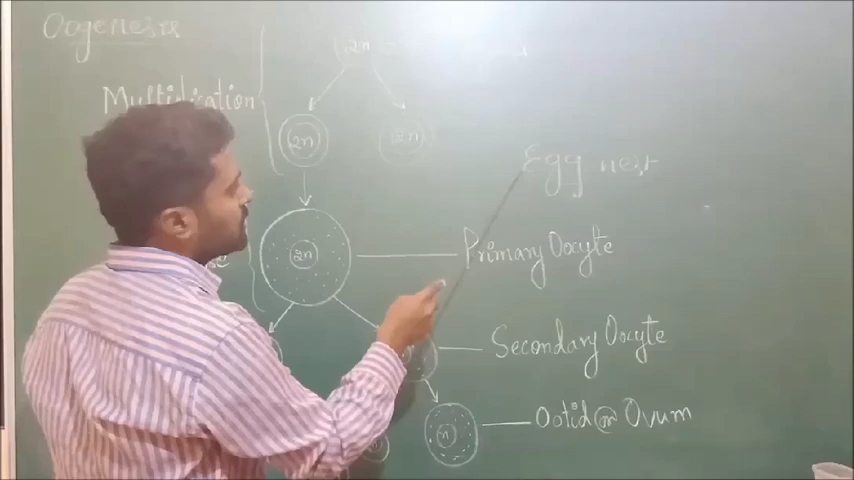 Oogenesis
2n
Multiplication
2n
2n
Egg nest
2n
Primary Oocyte
Secondary Oocyte
n
Ootid or Ovum
n